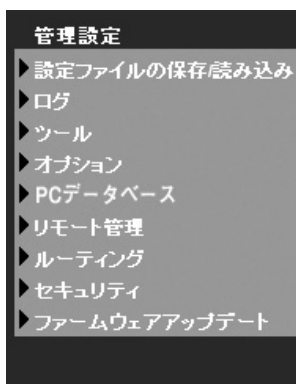 管理設定
設定ファイルの保存/読み込み
ログ
ツール
オプション
PCデータベース
リモート管理
ルーティング
セキュリティ
ファームウェアアップデート